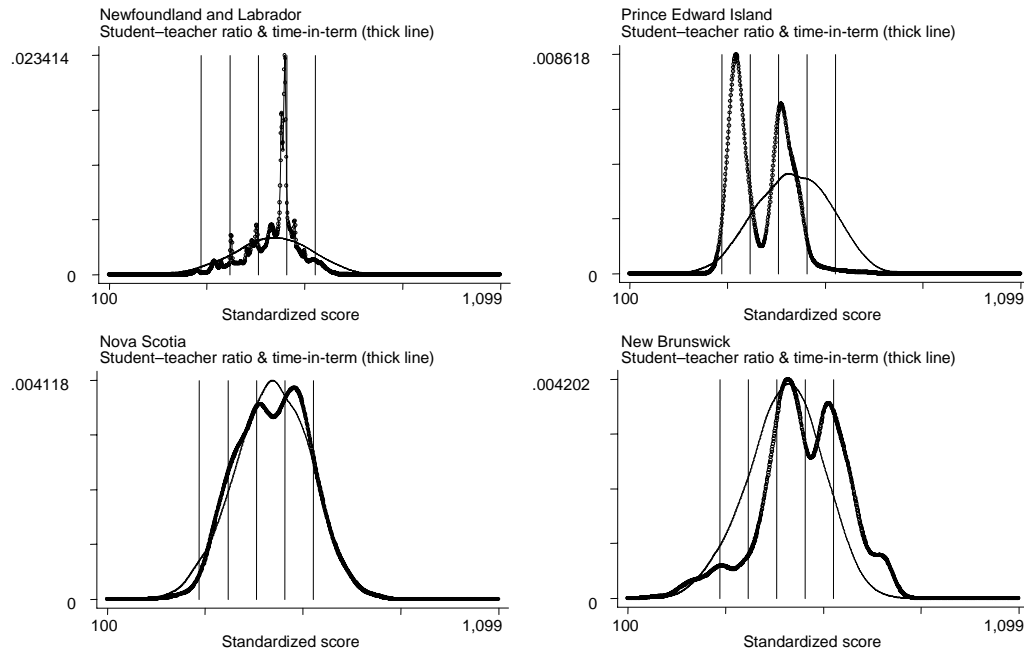 Newfoundland and Labrador
Student–teacher ratio & time-in-term (thick line)
.023414
0
100
1,099
Standardized score
Prince Edward Island
Student–teacher ratio & time-in-term (thick line)
.008618
0
100
1,099
Standardized score
Nova Scotia
Student–teacher ratio & time-in-term (thick line)
.004118
0
100
1,099
Standardized score
New Brunswick
Student–teacher ratio & time-in-term (thick line)
.004202
0
100
1,099
Standardized score